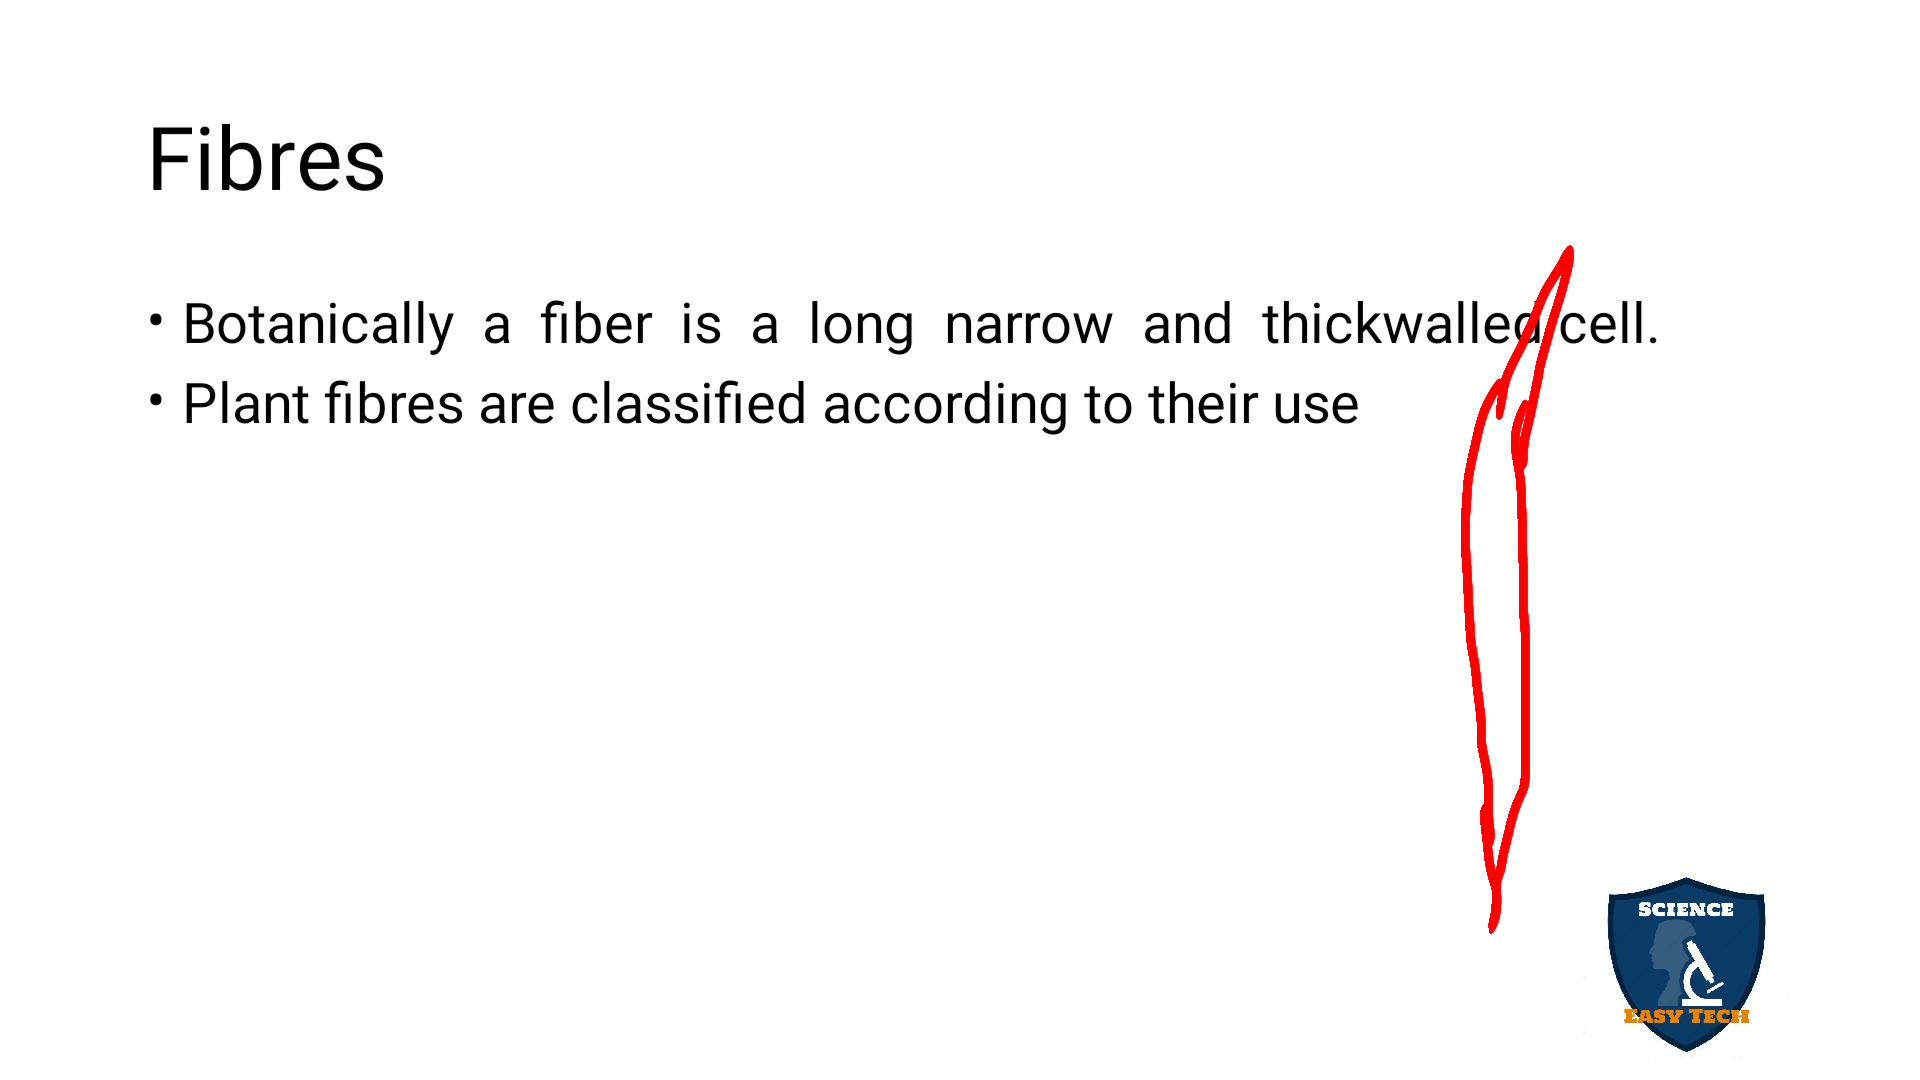 Fibres
• Botanically a fiber is a long narrow and thickwalled cell.
• Plant fibres are classified according to their use
SCIENCE
EASY TECH